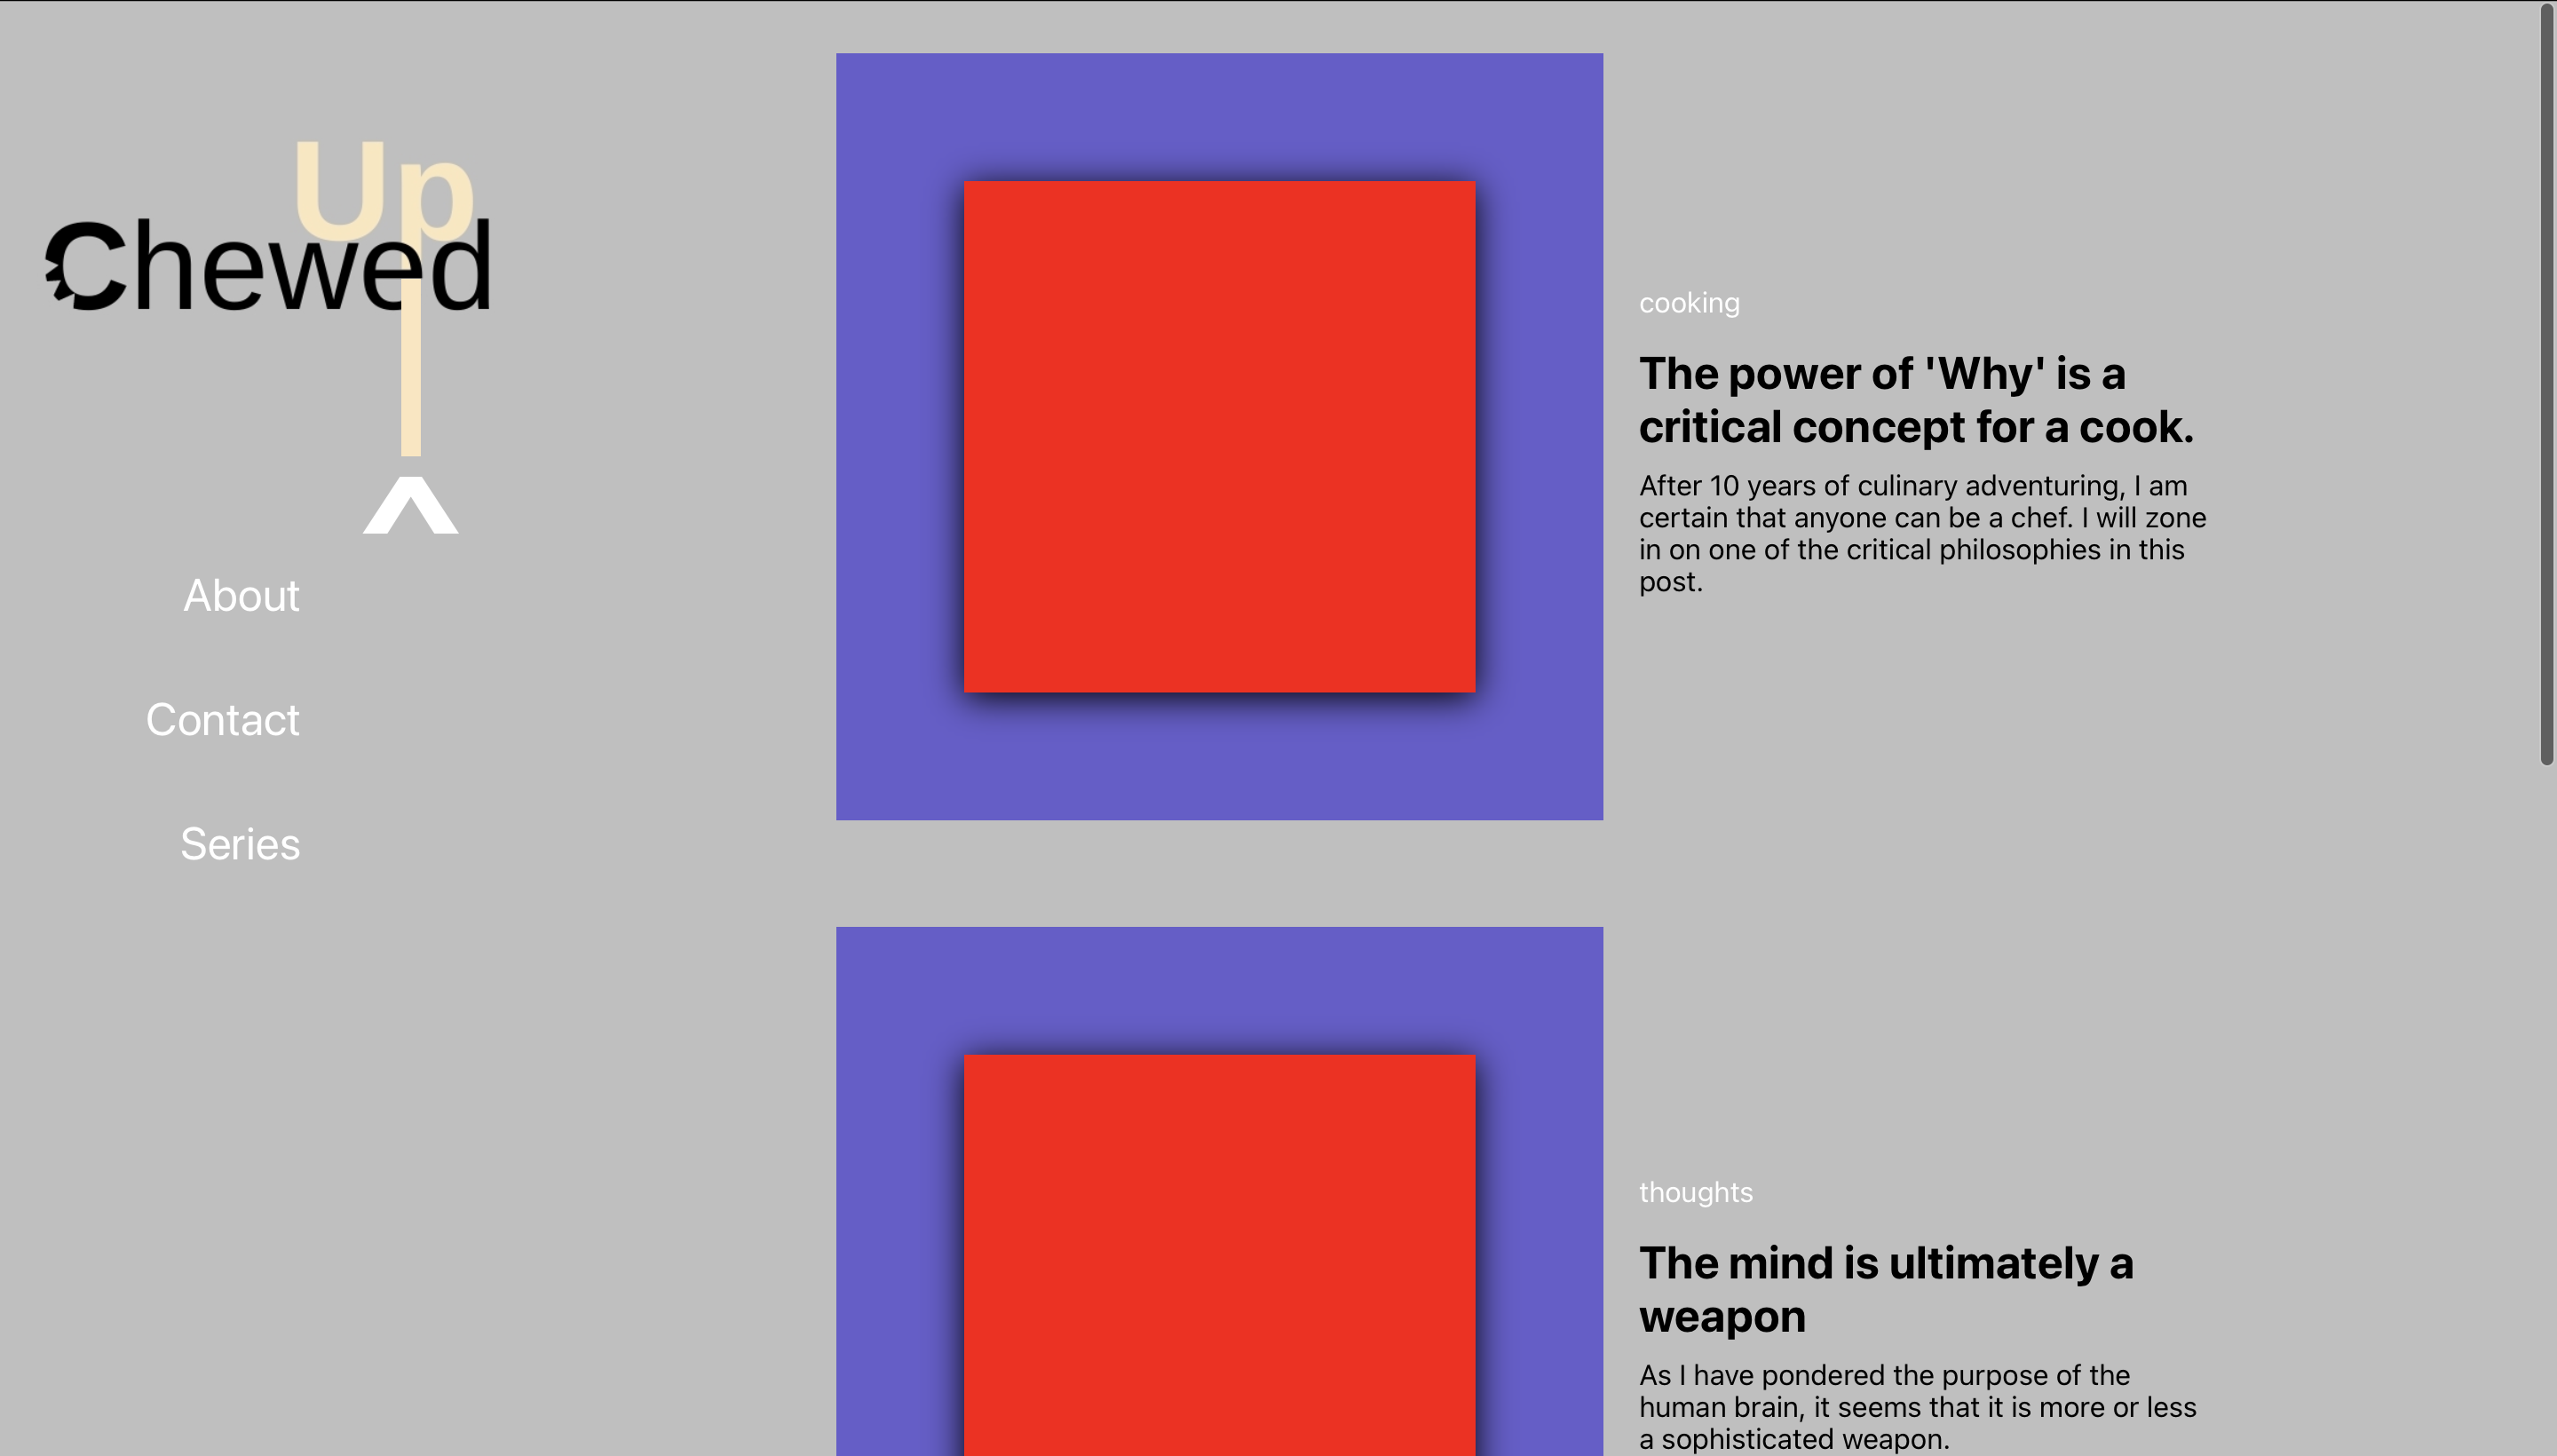 Up
Chewed
About
Contact
Series
cooking
The power of 'Why' is a
critical concept for a cook.
After 10 years of culinary adventuring, I am
certain that anyone can be a chef. I will zone
in on one of the critical philosophies in this
post.
thoughts
The mind is ultimately a
weapon
As I have pondered the purpose of the
human brain, it seems that it is more or less
a sophisticated weapon.